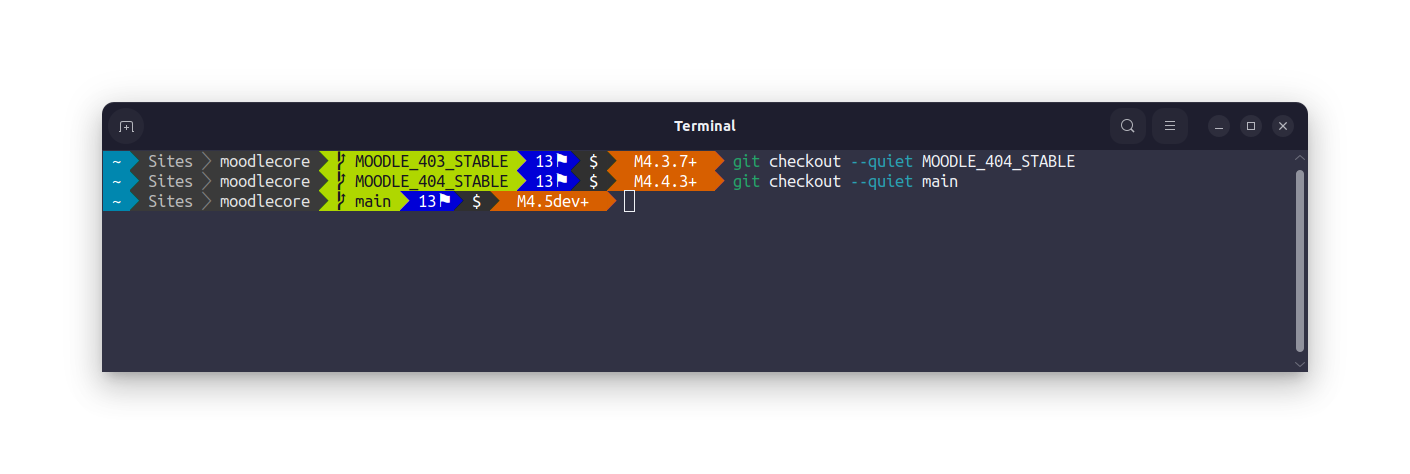 Terminal
~ Sites moodlecore MOODLE_403_STABLE 13⚑ $ M4.3.7+ git checkout --quiet MOODLE_404_STABLE
~ Sites moodlecore MOODLE_404_STABLE 13⚑ $ M4.4.3+ git checkout --quiet main
~ Sites moodlecore main 13⚑ $ M4.5dev+